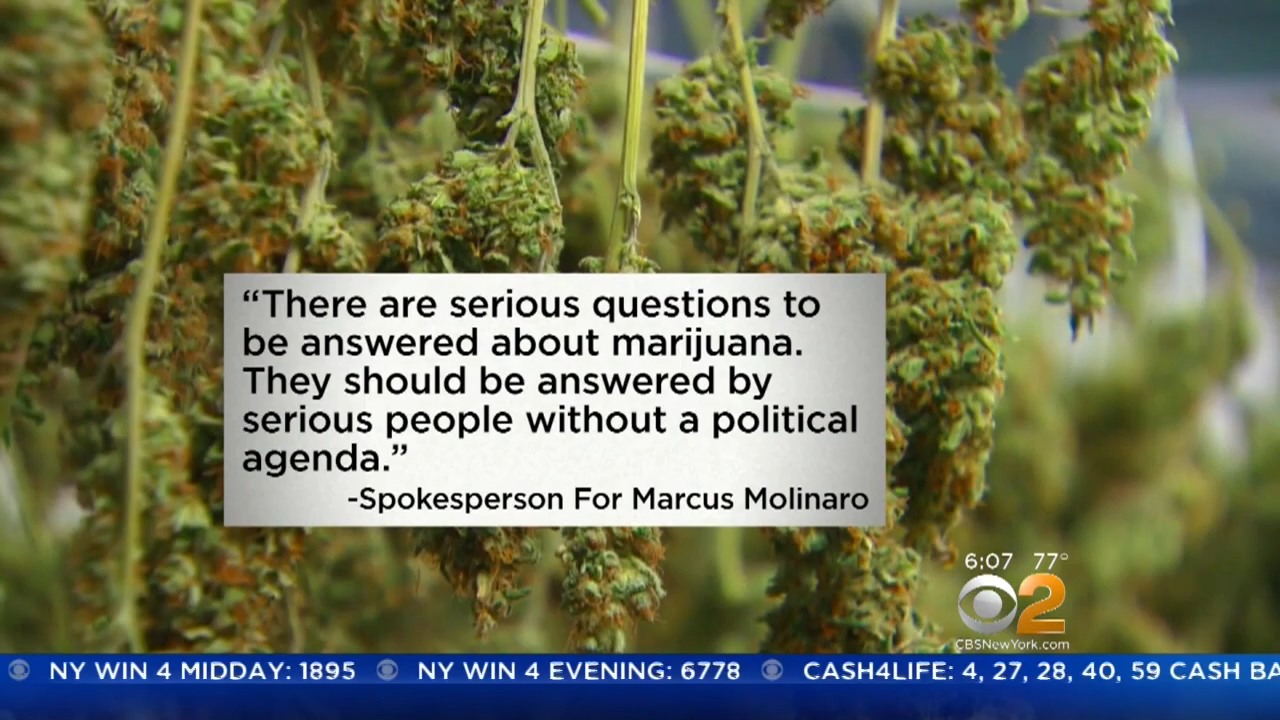 “There are serious questions to
be answered about marijuana.
They should be answered by
serious people without a political
agenda.”
-Spokesperson For Marcus Molinaro
6:07 77°
2
CBSNewYork.com
NY WIN 4 MIDDAY: 1895 NY WIN 4 EVENING: 6778 CASH4LIFE: 4, 27, 28, 40, 59 CASH BA